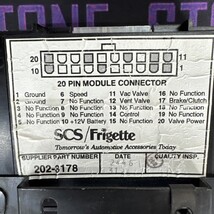 STONE
20
11
10
1
20 PIN MODULE CONNECTOR
1 Ground 6 Speed 11 Vac Valve 16 No Function
2 Ground 7 No Function 12 Vent Valve 17 Brake/Clutch
3 No Function 8 No Function 13 No Function 18 No Function
4 No Function 9 No Function 14 No Function 19 No Function
5 No Function 10 +12V Battery 15 No Function 20 Valve Power
SCS/Frigette
Tomorrow's Automotive Accessories Today
SUPPLIER PART NUMBER DATE QUALITY INSP.
202-3178